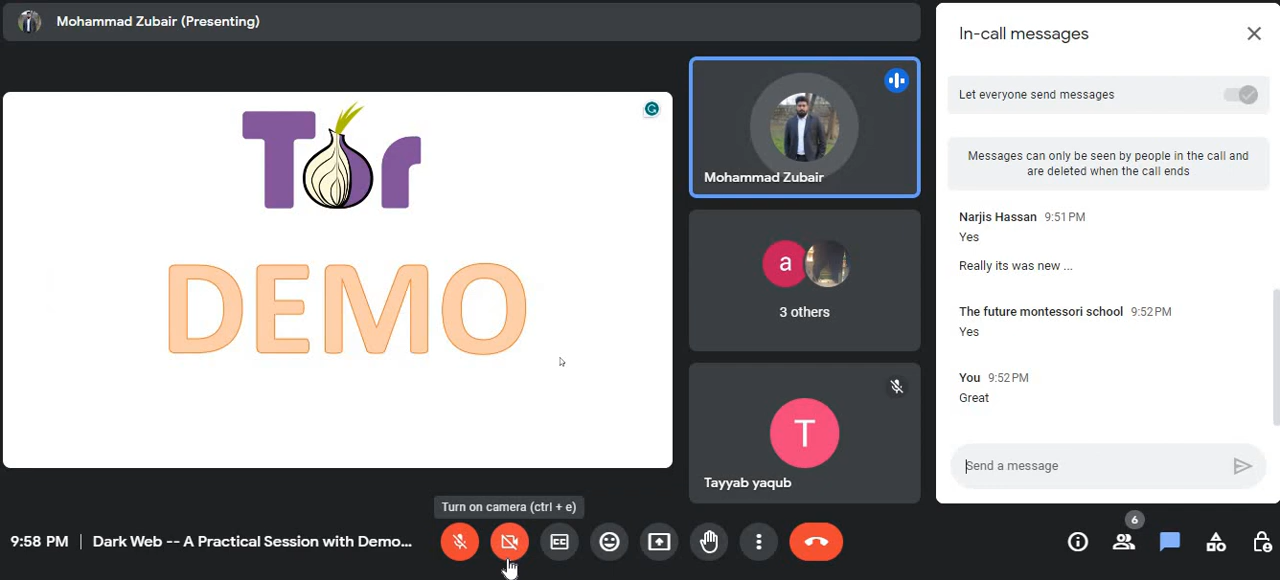 Mohammad Zubair (Presenting)
Tor
DEMO
Mohammad Zubair
a
3 others
T
Tayyab yaqub
In-call messages
Let everyone send messages
Messages can only be seen by people in the call and
are deleted when the call ends
Narjis Hassan 9:51 PM
Yes
Really its was new ...
The future montessori school 9:52 PM
Yes
You 9:52 PM
Great
Send a message
Turn on camera (ctrl + e)
9:58 PM | Dark Web -- A Practical Session with Demo...
CC
6